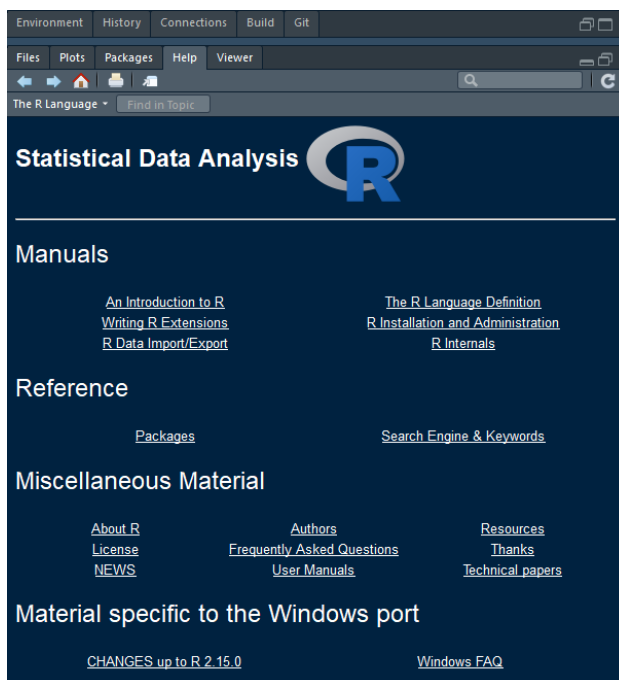 Environment History Connections Build Git
Files Plots Packages Help Viewer
The R Language Find in Topic
Statistical Data Analysis R
Manuals
An Introduction to R The R Language Definition
Writing R Extensions R Installation and Administration
R Data Import/Export R Internals
Reference
Packages Search Engine & Keywords
Miscellaneous Material
About R Authors Resources
License Frequently Asked Questions Thanks
NEWS User Manuals Technical papers
Material specific to the Windows port
CHANGES up to R 2.15.0 Windows FAQ